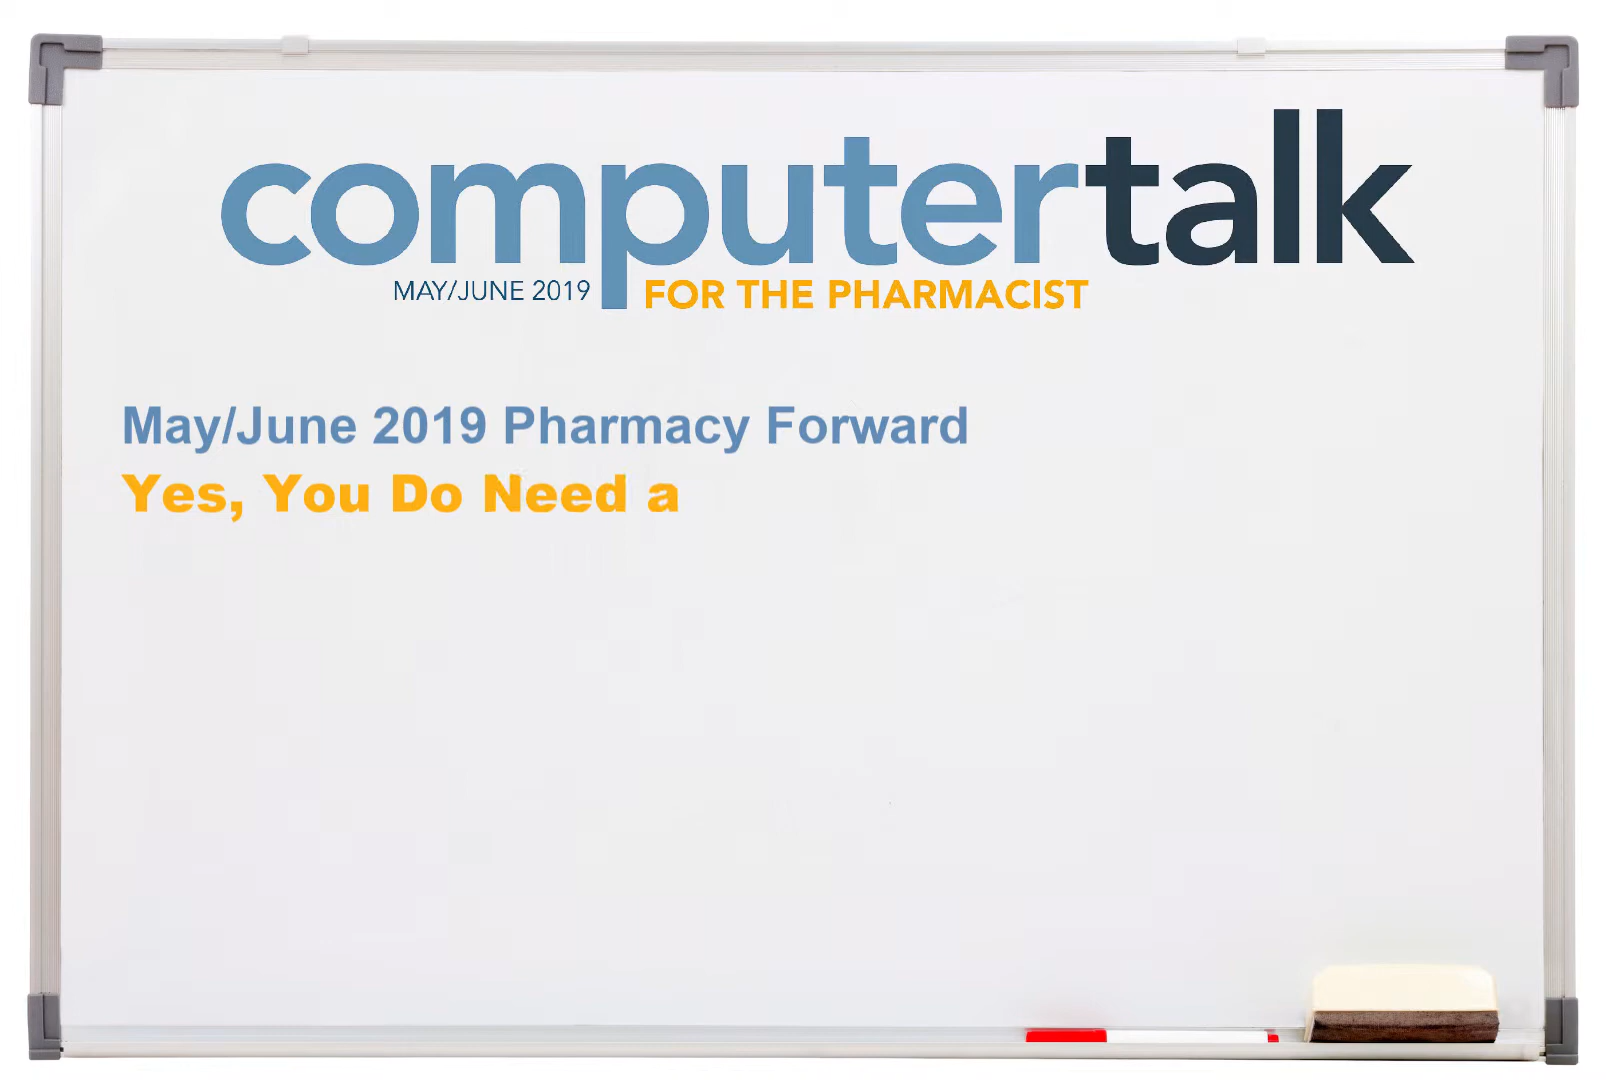 computertalk
MAY/JUNE 2019 FOR THE PHARMACIST
May/June 2019 Pharmacy Forward
Yes, You Do Need a